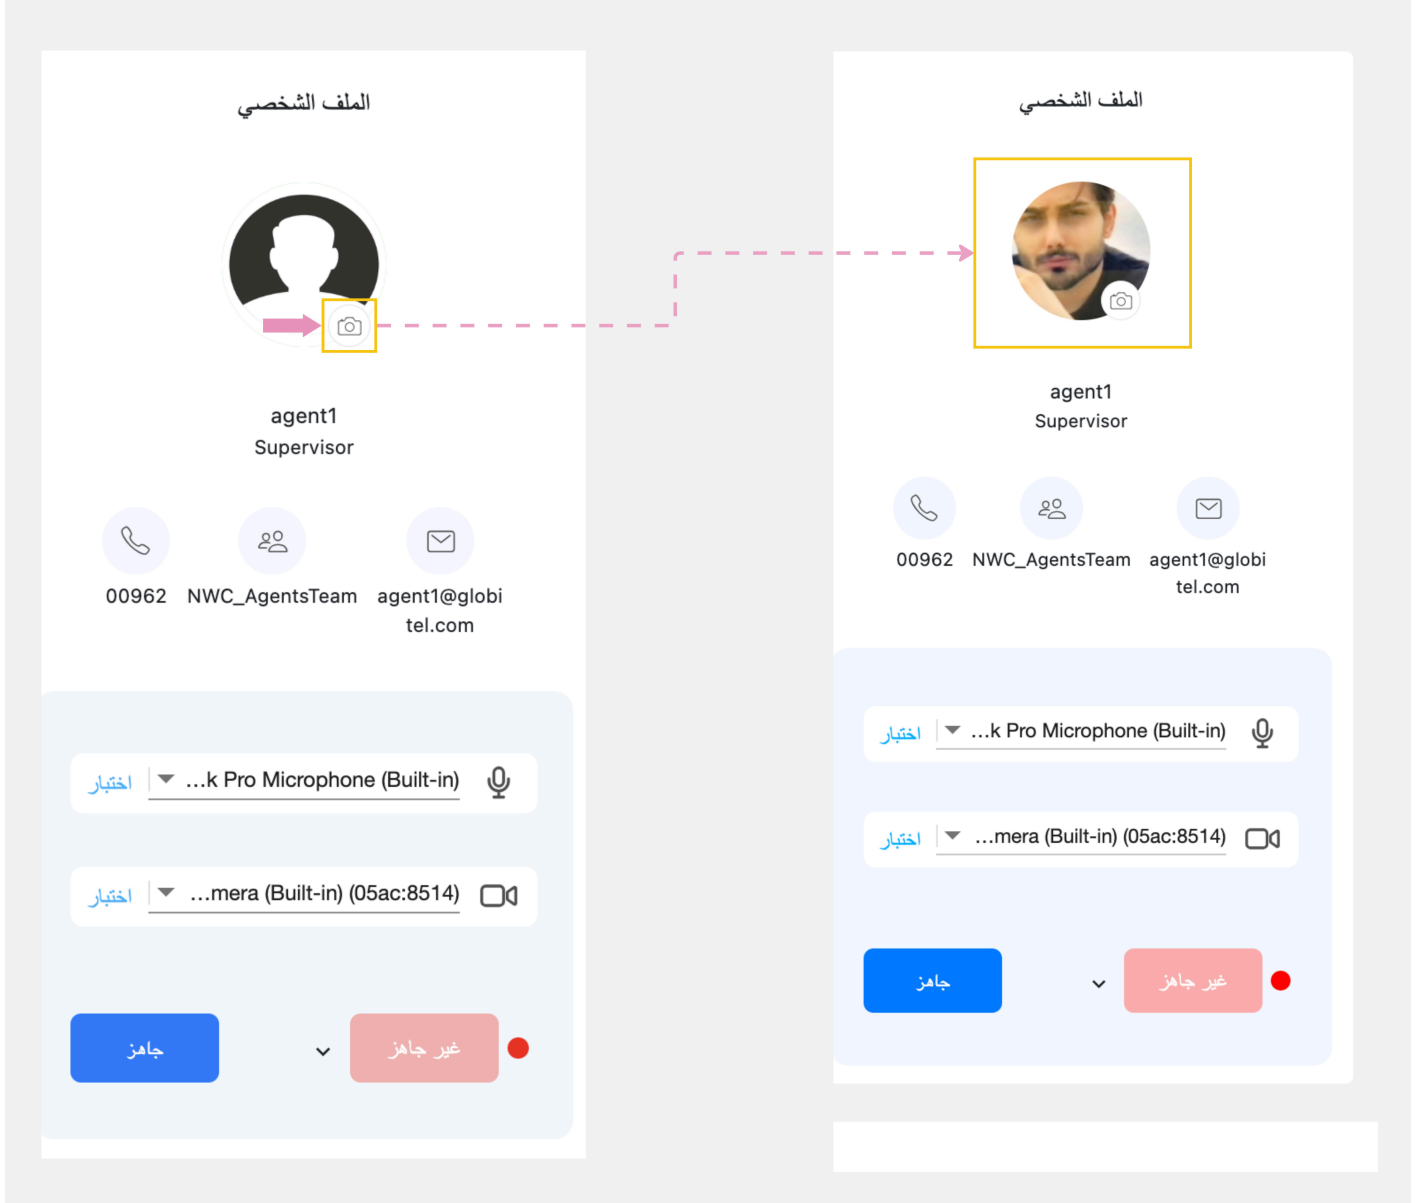 الملف الشخصي
agent1
Supervisor
00962
NWC_AgentsTeam
agent1@globi
tel.com
...k Pro Microphone (Built-in)
اختبار
...mera (Built-in) (05ac:8514)
اختبار
غير جاهز
جاهز
الملف الشخصي
agent1
Supervisor
00962
NWC_AgentsTeam
agent1@globi
tel.com
...k Pro Microphone (Built-in)
اختبار
...mera (Built-in) (05ac:8514)
اختبار
غير جاهز
جاهز